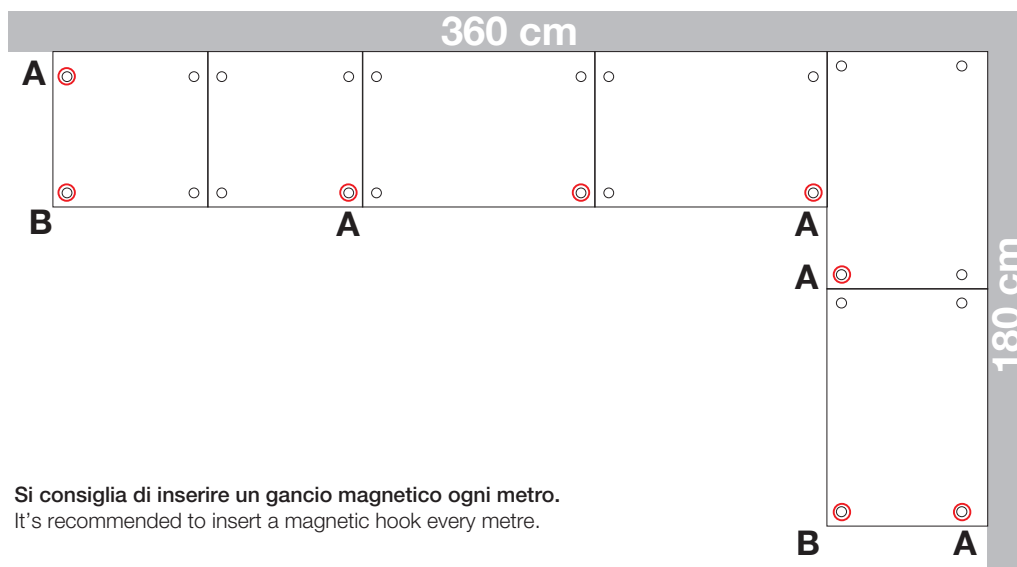 360 cm
A
B
A
A
A
180 cm
Si consiglia di inserire un gancio magnetico ogni metro.
It's recommended to insert a magnetic hook every metre.
B
A